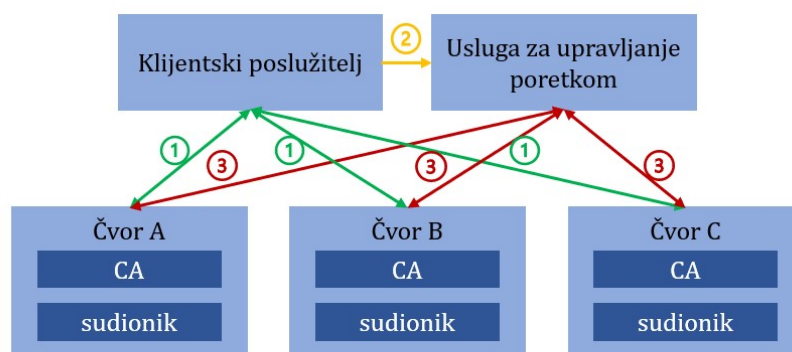 Klijentski poslužitelj
②
Usluga za upravljanje
poretkom
①
③
①
③
①
③
Čvor A
CA
sudionik
Čvor B
CA
sudionik
Čvor C
CA
sudionik